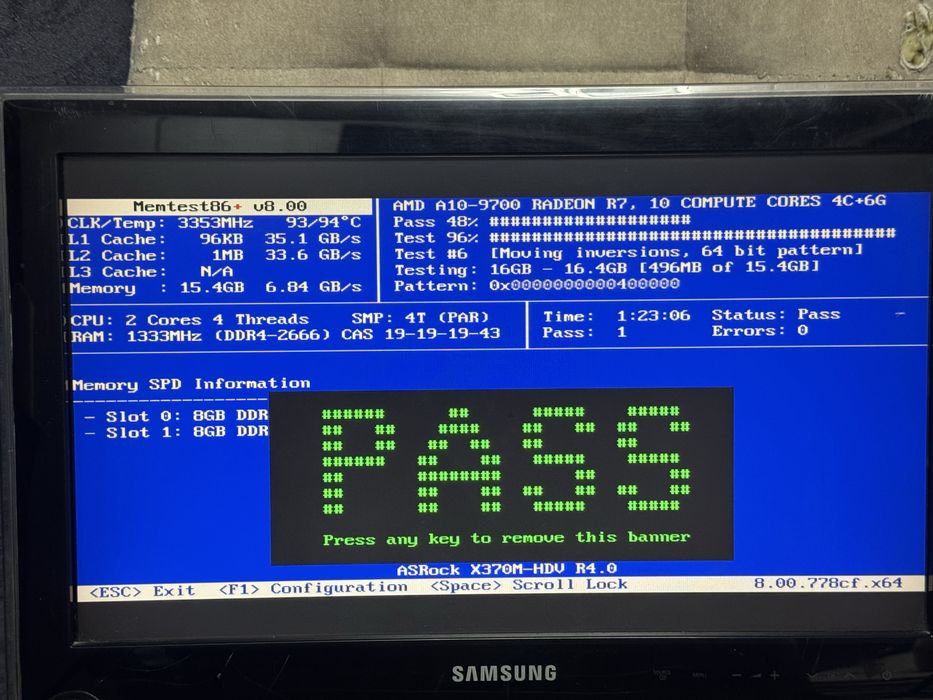 Memtest86+ v8.00
CLK/Temp: 3353MHz 93/94°C
L1 Cache: 96KB 35.1 GB/s
L2 Cache: 1MB 33.6 GB/s
L3 Cache: N/A
Memory : 15.4GB 6.84 GB/s
AMD A10-9700 RADEON R7, 10 COMPUTE CORES 4C+6G
Pass 48% ####################
Test 96% #########################################
Test #6 [Moving inversions, 64 bit pattern]
Testing: 16GB - 16.4GB [496MB of 15.4GB]
Pattern: 0x0000000000400000
CPU: 2 Cores 4 Threads SMP: 4T (PAR)
RAM: 1333MHz (DDR4-2666) CAS 19-19-19-43
Time: 1:23:06 Status: Pass -
Pass: 1 Errors: 0
Memory SPD Information
- Slot 0: 8GB DDR
- Slot 1: 8GB DDR
PASS
Press any key to remove this banner
ASRock X370M-HDV R4.0
<ESC> Exit <F1> Configuration <Space> Scroll Lock 8.00.778cf.x64
SAMSUNG